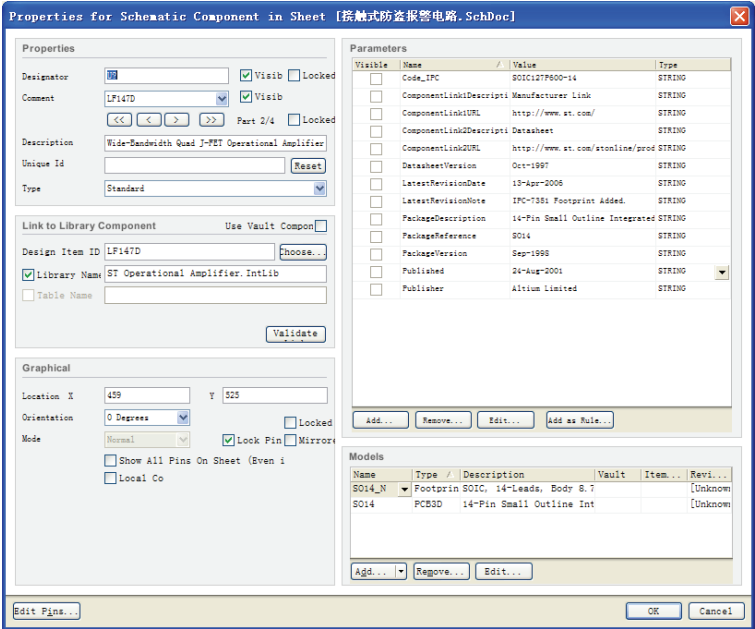 Properties for Schematic Component in Sheet [接触式防盗报警电路.SchDoc]
Properties
Designator
Visib
Locked
Comment LF147D
Visib
<< < > >> Part 2/4
Locked
Description Wide-Bandwidth Quad J-FET Operational Amplifier
Unique Id
Reset
Type Standard
Link to Library Component
Use Vault Compon
Design Item ID LF147D Choose...
Library Name ST Operational Amplifier.IntLib
Table Name
Validate
Graphical
Location X 459 Y 525
Orientation 0 Degrees
Locked
Mode Normal
Lock Pin
Mirrore
Show All Pins On Sheet (Even i
Local Co
Parameters
Visible Name Value Type
Code_IPC SOIC127P600-14 STRING
ComponentLink1Descripti Manufacturer Link STRING
ComponentLink1URL http://www.st.com/ STRING
ComponentLink2Descripti Datasheet STRING
ComponentLink2URL http://www.st.com/stonline/prod STRING
DatasheetVersion Oct-1997 STRING
LatestRevisionDate 13-Apr-2006 STRING
LatestRevisionNote IPC-7351 Footprint Added. STRING
PackageDescription 14-Pin Small Outline Integrated STRING
PackageReference SO14 STRING
PackageVersion Sep-1998 STRING
Published 24-Aug-2001 STRING
Publisher Altium Limited STRING
Add... Remove... Edit... Add as Rule...
Models
Name Type Description Vault Item... Revi...
SO14_N Footprin SOIC, 14-Leads, Body 8.7 [Unknown
SO14 PCB3D 14-Pin Small Outline Int [Unknown
Add... Remove... Edit...
Edit Pins... OK Cancel